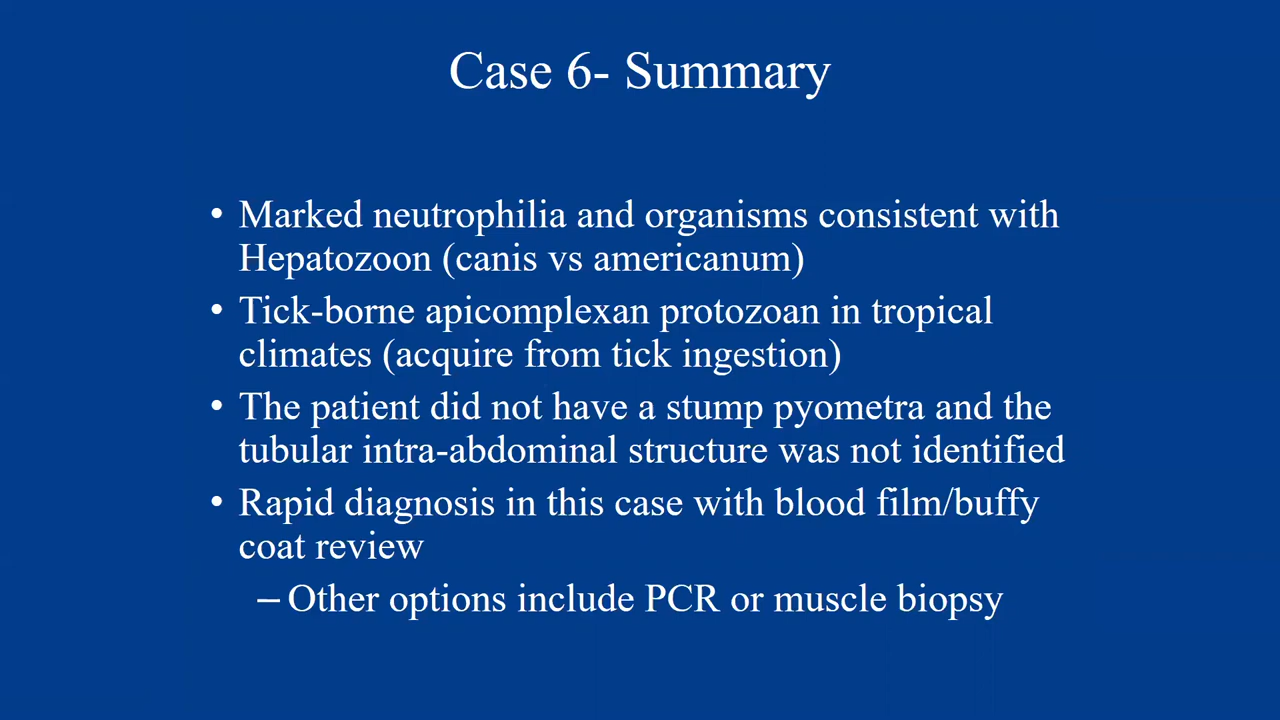 Case 6- Summary
• Marked neutrophilia and organisms consistent with
Hepatozoon (canis vs americanum)
• Tick-borne apicomplexan protozoan in tropical
climates (acquire from tick ingestion)
• The patient did not have a stump pyometra and the
tubular intra-abdominal structure was not identified
• Rapid diagnosis in this case with blood film/buffy
coat review
– Other options include PCR or muscle biopsy